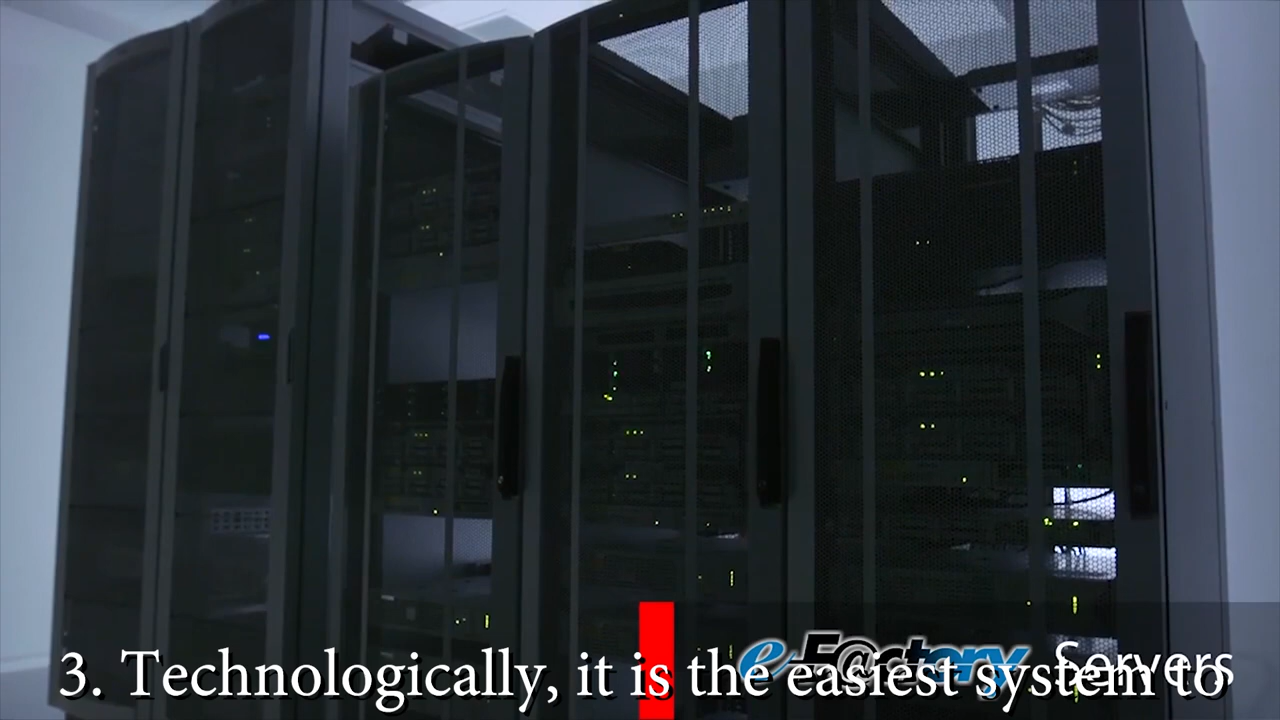 e-F@ctory Servers
3. Technologically, it is the easiest system to